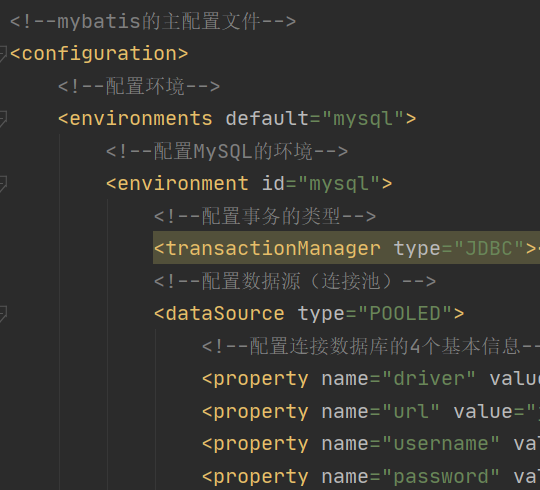 <!--mybatis的主配置文件-->
<configuration>
<!--配置环境-->
<environments default="mysql">
<!--配置MySQL的环境-->
<environment id="mysql">
<!--配置事务的类型-->
<transactionManager type="JDBC"><
<!--配置数据源（连接池）-->
<dataSource type="POOLED">
<!--配置连接数据库的4个基本信息-
<property name="driver" value
<property name="url" value="
<property name="username" val
<property name="password" val